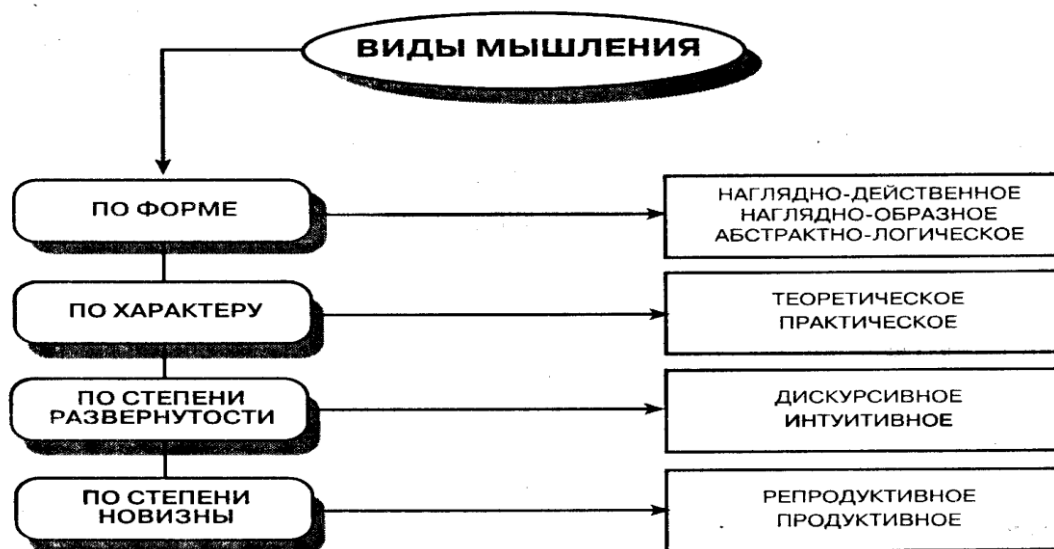 ВИДЫ МЫШЛЕНИЯ
ПО ФОРМЕ
НАГЛЯДНО-ДЕЙСТВЕННОЕ
НАГЛЯДНО-ОБРАЗНОЕ
АБСТРАКТНО-ЛОГИЧЕСКОЕ
ПО ХАРАКТЕРУ
ТЕОРЕТИЧЕСКОЕ
ПРАКТИЧЕСКОЕ
ПО СТЕПЕНИ
РАЗВЕРНУТОСТИ
ДИСКУРСИВНОЕ
ИНТУИТИВНОЕ
ПО СТЕПЕНИ
НОВИЗНЫ
РЕПРОДУКТИВНОЕ
ПРОДУКТИВНОЕ